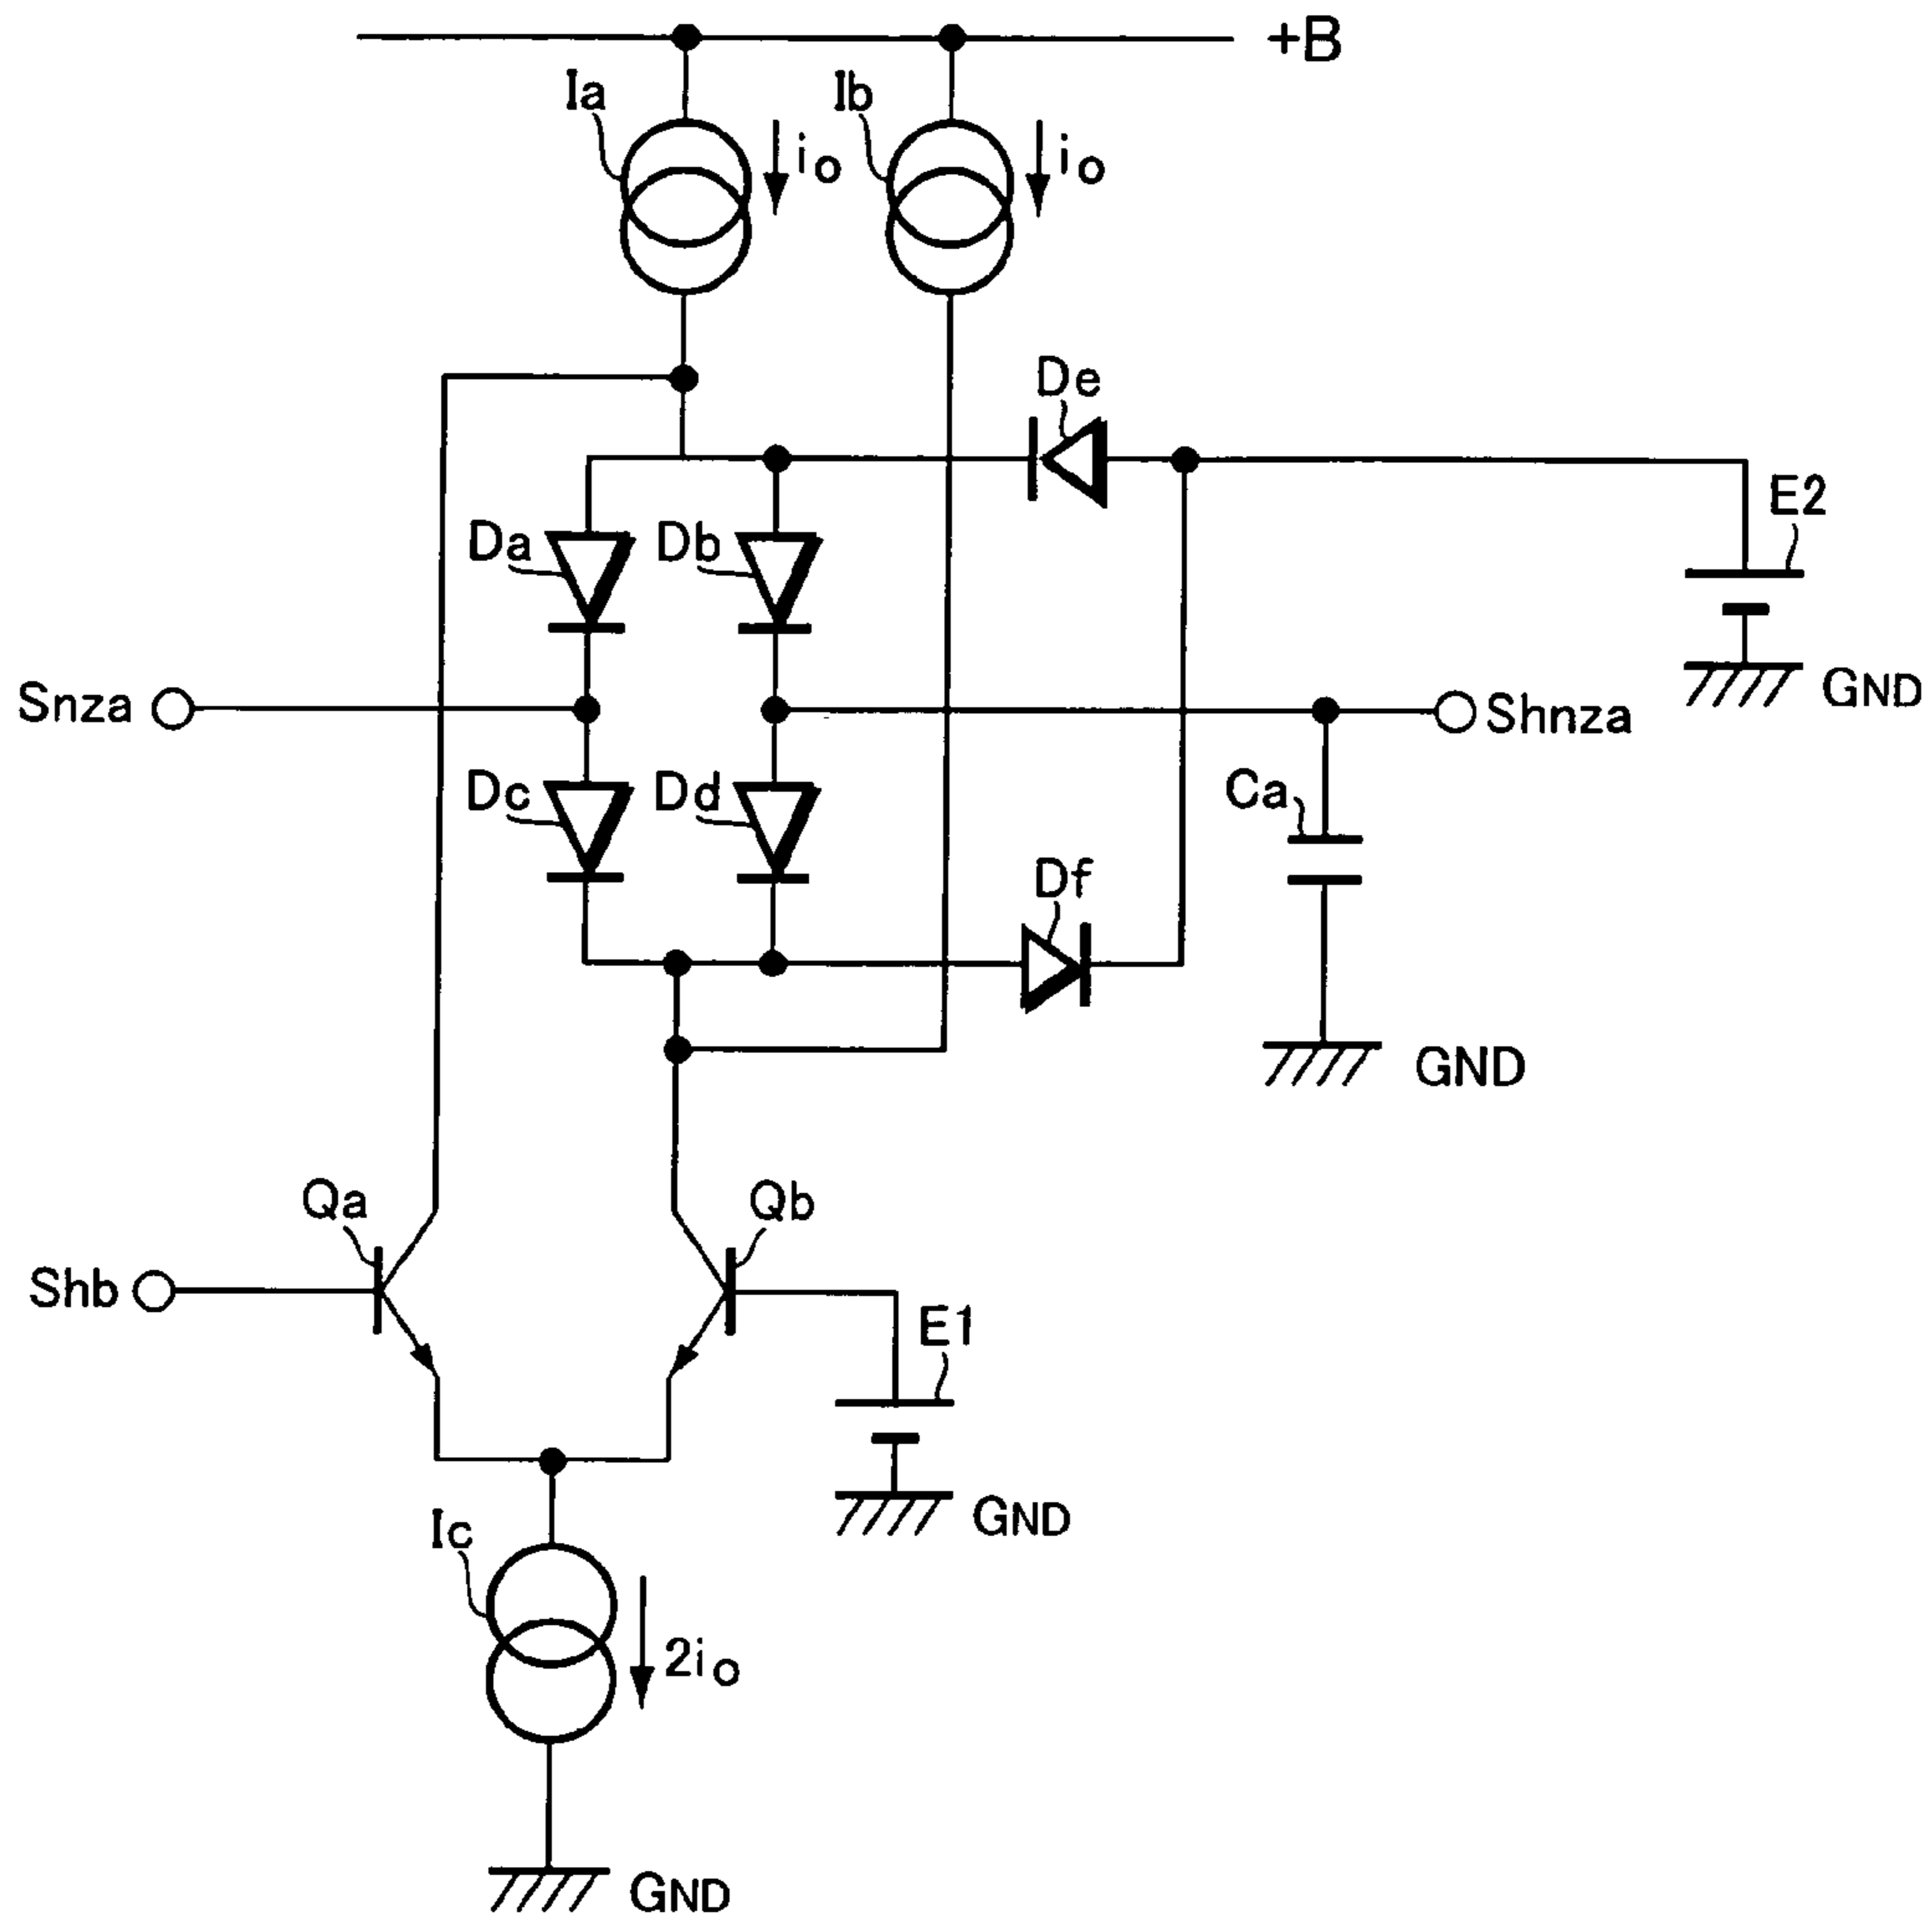 +B
Ia
Ib
io
io
De
E2
Da
Db
Snza
GND
Shnza
Dc
Dd
Ca
Df
GND
Qa
Qb
Shb
E1
Ic
GND
2io
GND